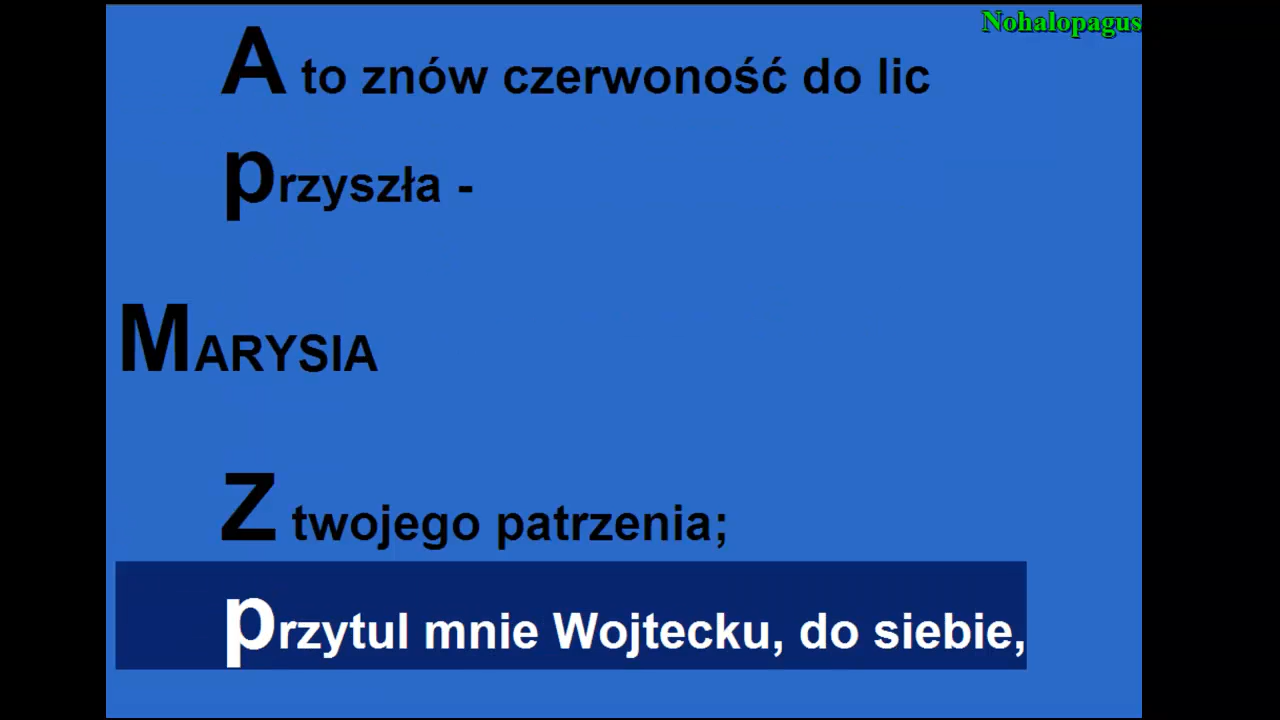 Nohalopagus
A to znów czerwoność do lic
przyszła -
MARYSIA
Z twojego patrzenia;
przytul mnie Wojtecku, do siebie,